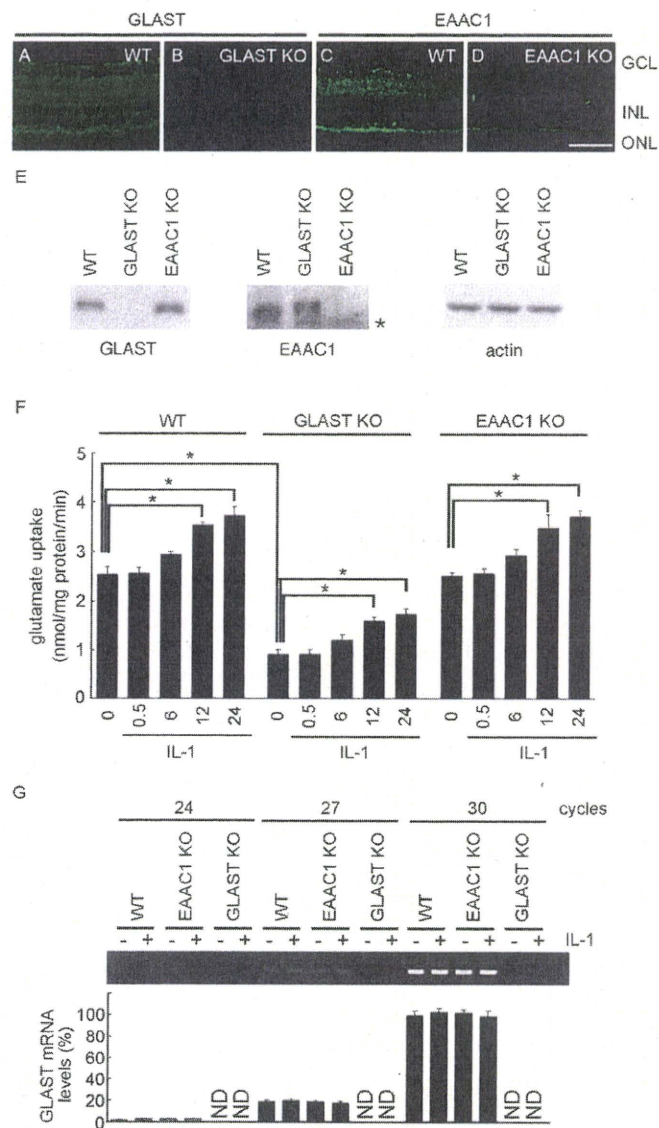 GLAST EAAC1
A WT B GLAST KO C WT D EAAC1 KO GCL
INL
ONL
E
WT GLAST KO EAAC1 KO WT GLAST KO EAAC1 KO WT GLAST KO EAAC1 KO
*
GLAST EAAC1 actin
F
WT GLAST KO EAAC1 KO
glutamate uptake
(nmol/mg protein/min)
5
4
3
2
1
0
* * * * * * *
0 0.5 6 12 24 0 0.5 6 12 24 0 0.5 6 12 24
IL-1 IL-1 IL-1
G
24 27 30 cycles
WT EAAC1 KO GLAST KO WT EAAC1 KO GLAST KO WT EAAC1 KO GLAST KO
- + - + - + - + - + - + - + - + - + IL-1
GLAST mRNA
levels (%)
100
80
60
40
20
0
ND ND ND ND ND ND